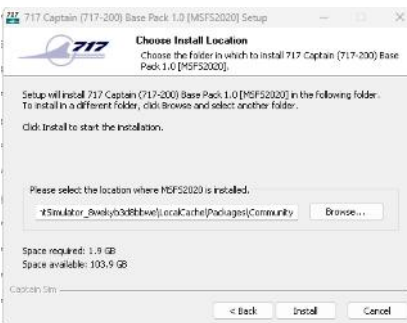 717 Captain (717-200) Base Pack 1.0 [MSFS2020] Setup
717
Choose Install Location
Choose the folder in which to install 717 Captain (717-200) Base
Pack 1.0 [MSFS2020].
Setup will install 717 Captain (717-200) Base Pack 1.0 [MSFS2020] in the following folder.
To install in a different folder, click Browse and select another folder.
Click Install to start the installation.
Please select the location where MSFS2020 is installed.
ntSimulator_8wekyb3d8bbwe\LocalCache\Packages\Community
Browse...
Space required: 1.9 GB
Space available: 103.9 GB
Captain Sim
< Back
Install
Cancel